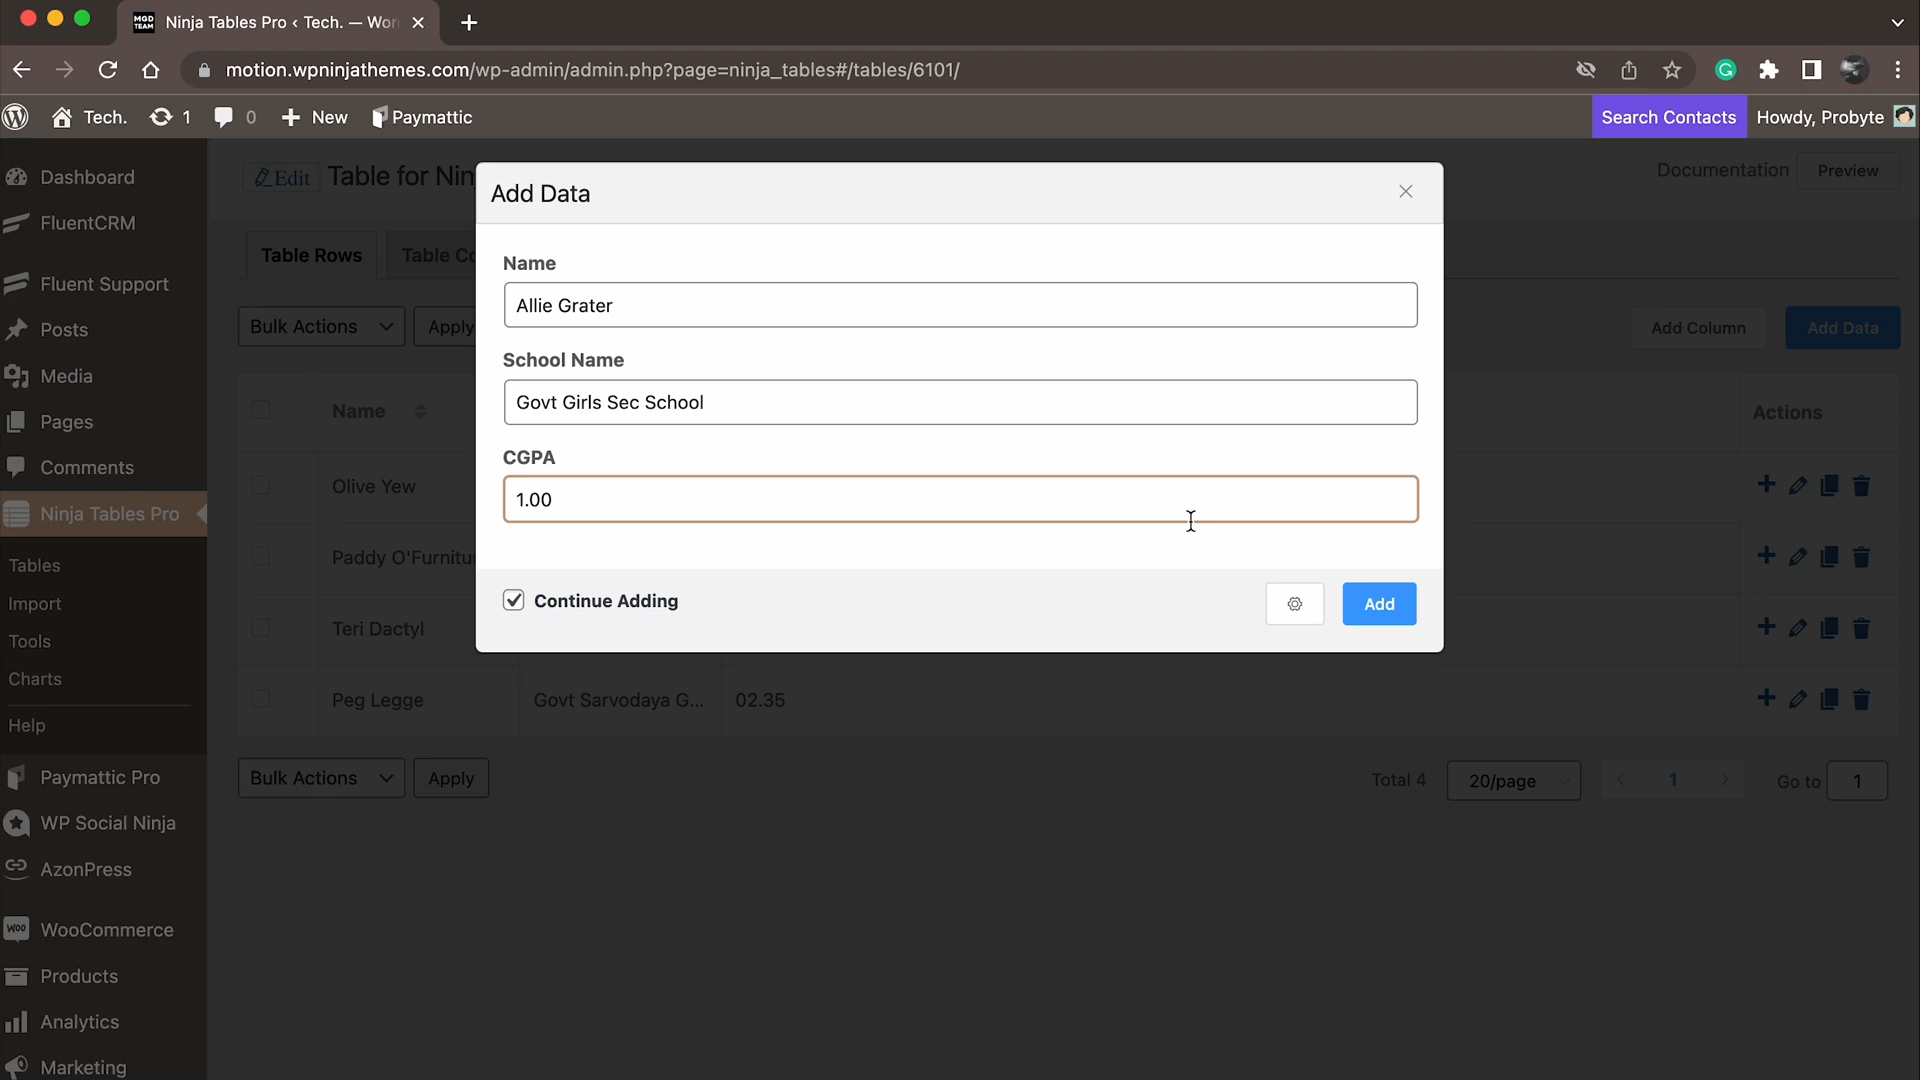 MGD
TEAM
Ninja Tables Pro ‹ Tech. — Wor
motion.wpninjathemes.com/wp-admin/admin.php?page=ninja_tables#/tables/6101/
Tech. 1 0 New Paymattic
Search Contacts Howdy, Probyte
Dashboard
FluentCRM
Fluent Support
Posts
Media
Pages
Comments
Ninja Tables Pro
Tables
Import
Tools
Charts
Help
Paymattic Pro
WP Social Ninja
AzonPress
Woo WooCommerce
Products
Analytics
Marketing
Edit Table for Nin
Documentation Preview
Table Rows Table Co
Bulk Actions Apply
Add Column Add Data
Name Actions
Olive Yew
Paddy O'Furnitu
Teri Dactyl
Peg Legge Govt Sarvodaya G... 02.35
Bulk Actions Apply
Total 4 20/page 1 Go to 1
Add Data
Name
Allie Grater
School Name
Govt Girls Sec School
CGPA
1.00
Continue Adding
Add